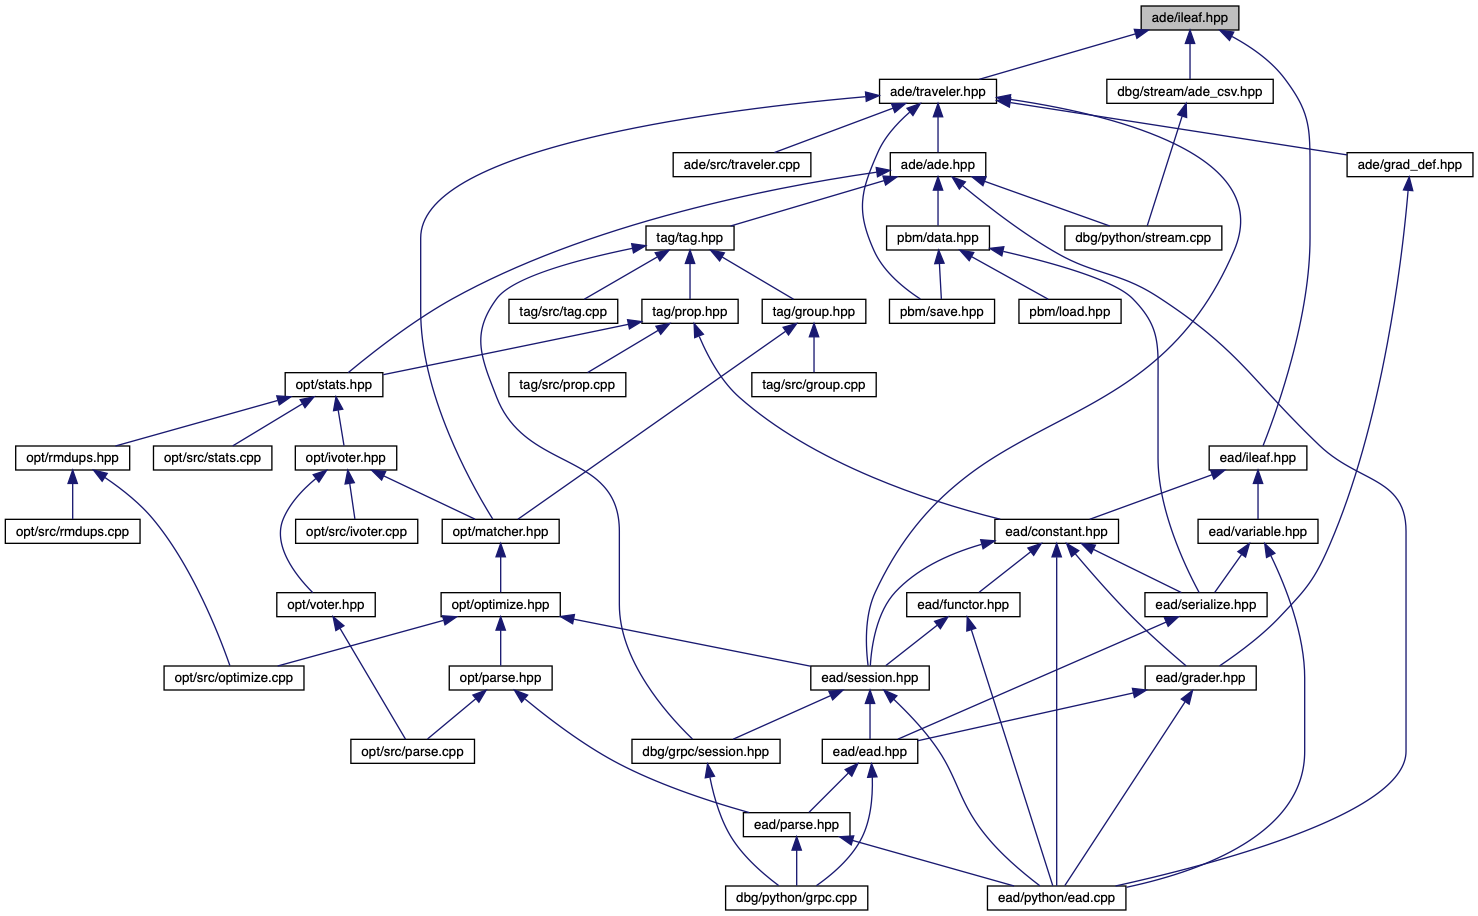 ade/ileaf.hpp
ade/traveler.hpp
dbg/stream/ade_csv.hpp
ade/src/traveler.cpp
ade/ade.hpp
ade/grad_def.hpp
tag/tag.hpp
pbm/data.hpp
dbg/python/stream.cpp
tag/src/tag.cpp
tag/prop.hpp
tag/group.hpp
pbm/save.hpp
pbm/load.hpp
opt/stats.hpp
tag/src/prop.cpp
tag/src/group.cpp
opt/rmdups.hpp
opt/src/stats.cpp
opt/ivoter.hpp
ead/ileaf.hpp
opt/src/rmdups.cpp
opt/src/ivoter.cpp
opt/matcher.hpp
ead/constant.hpp
ead/variable.hpp
opt/voter.hpp
opt/optimize.hpp
ead/functor.hpp
ead/serialize.hpp
opt/src/optimize.cpp
opt/parse.hpp
ead/session.hpp
ead/grader.hpp
opt/src/parse.cpp
dbg/grpc/session.hpp
ead/ead.hpp
ead/parse.hpp
dbg/python/grpc.cpp
ead/python/ead.cpp